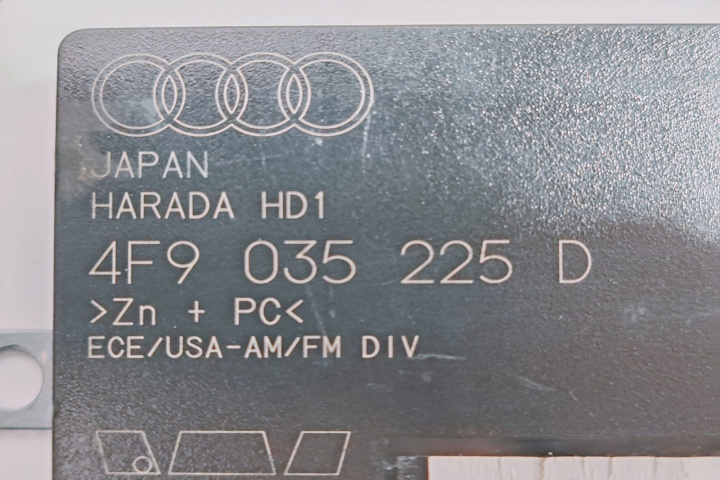 JAPAN
HARADA HD1
4F9 035 225 D
>Zn + PC<
ECE/USA-AM/FM DIV